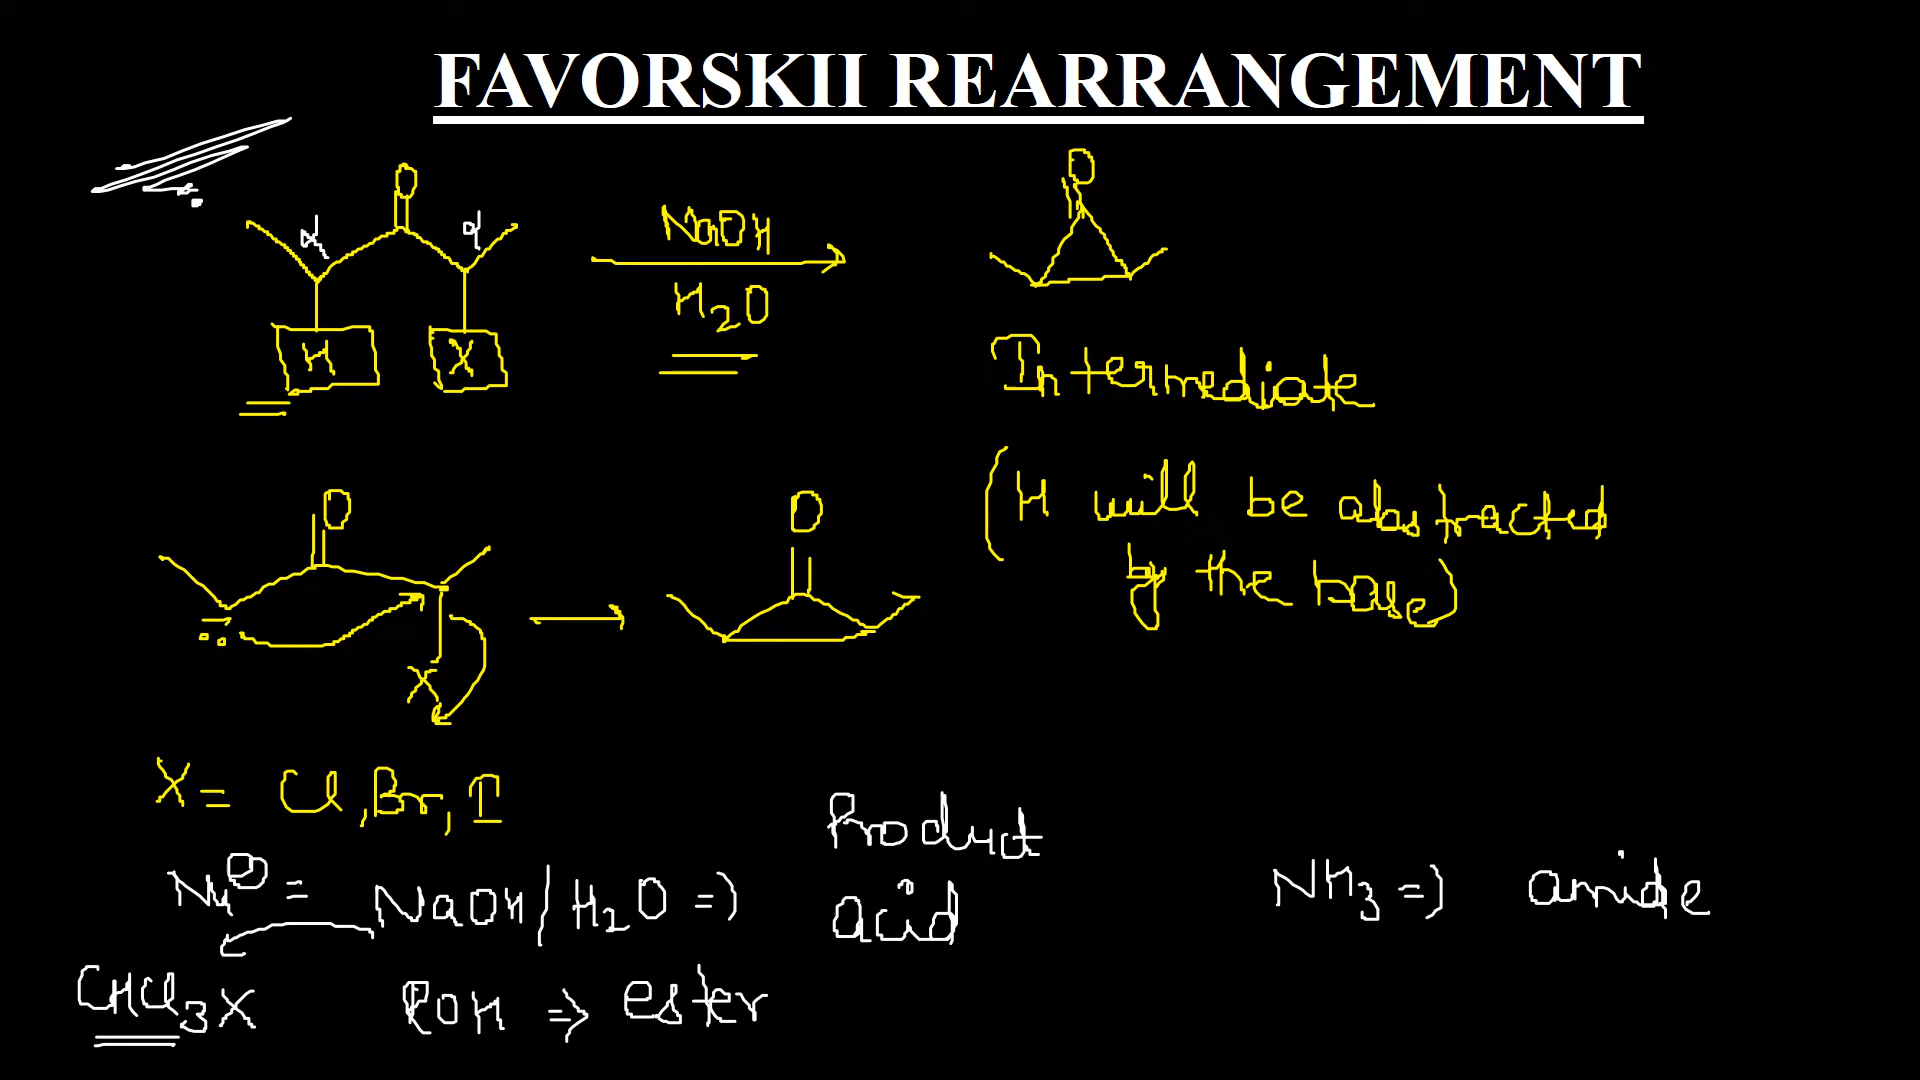 FAVORSKII REARRANGEMENT
O
α α
H X
NaOH
H2O
O
Intermediate
(H will be abstracted
by the base)
O
X
O
X = Cl, Br, I
Product
Nu⊖ = NaOH/H2O => acid
NH3 => amide
CHCl3X ROH => ester